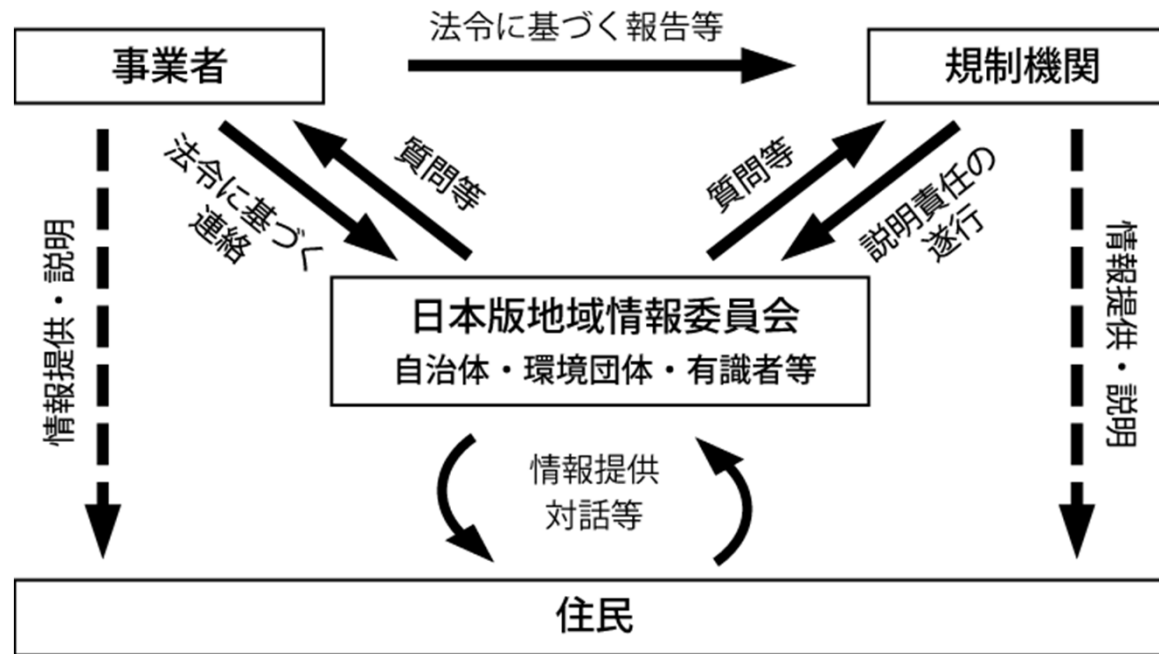 法令に基づく報告等
事業者
規制機関
法令に基づく
連絡
質問等
質問等
説明責任の
遂行
情報提供・説明
情報提供・説明
日本版地域情報委員会
自治体・環境団体・有識者等
情報提供
対話等
住民